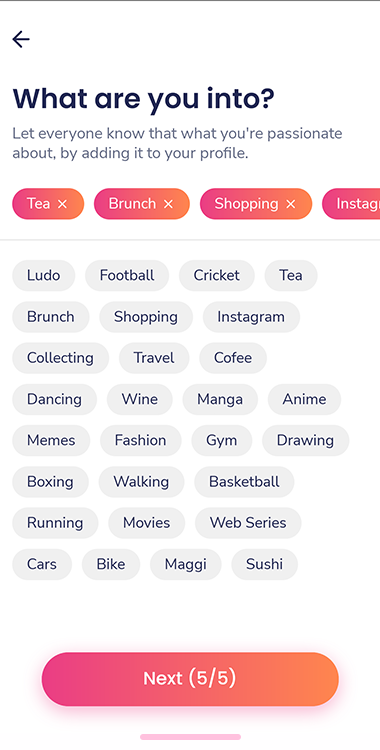 What are you into?
Let everyone know that what you're passionate
about, by adding it to your profile.
Tea × Brunch × Shopping × Instagr
Ludo Football Cricket Tea
Brunch Shopping Instagram
Collecting Travel Cofee
Dancing Wine Manga Anime
Memes Fashion Gym Drawing
Boxing Walking Basketball
Running Movies Web Series
Cars Bike Maggi Sushi
Next (5/5)